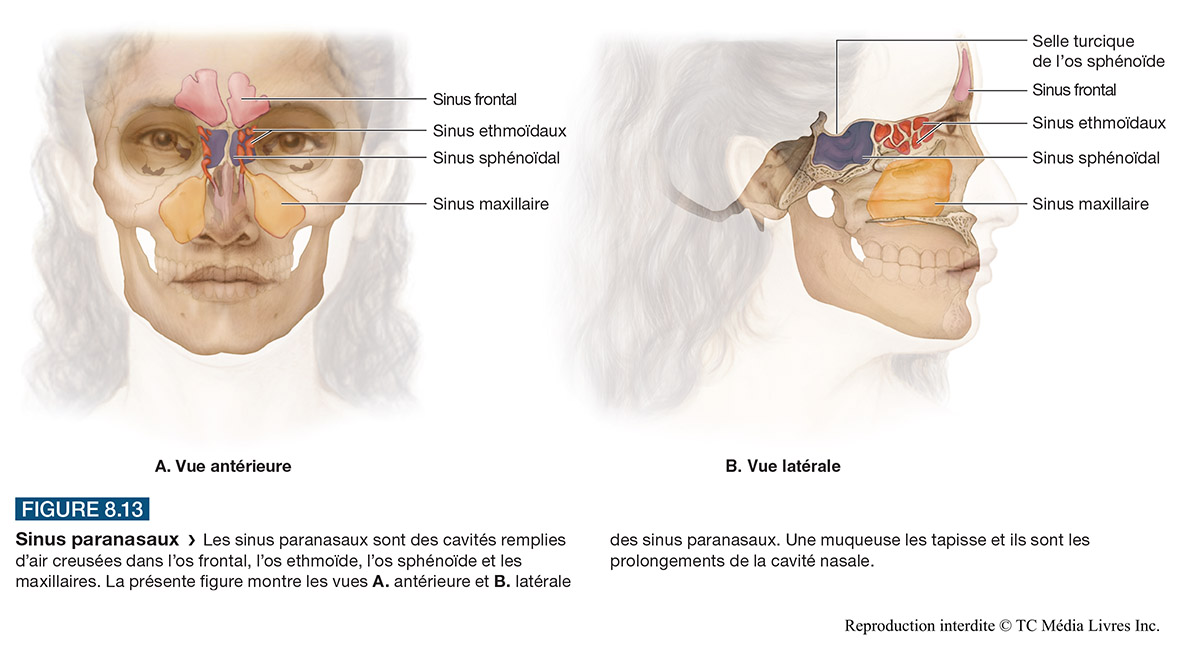 Sinus frontal
Sinus ethmoïdaux
Sinus sphénoïdal
Sinus maxillaire
Selle turcique
de l'os sphénoïde
Sinus frontal
Sinus ethmoïdaux
Sinus sphénoïdal
Sinus maxillaire
A. Vue antérieure
B. Vue latérale
FIGURE 8.13
Sinus paranasaux › Les sinus paranasaux sont des cavités remplies
d'air creusées dans l'os frontal, l'os ethmoïde, l'os sphénoïde et les
maxillaires. La présente figure montre les vues A. antérieure et B. latérale
des sinus paranasaux. Une muqueuse les tapisse et ils sont les
prolongements de la cavité nasale.
Reproduction interdite © TC Média Livres Inc.